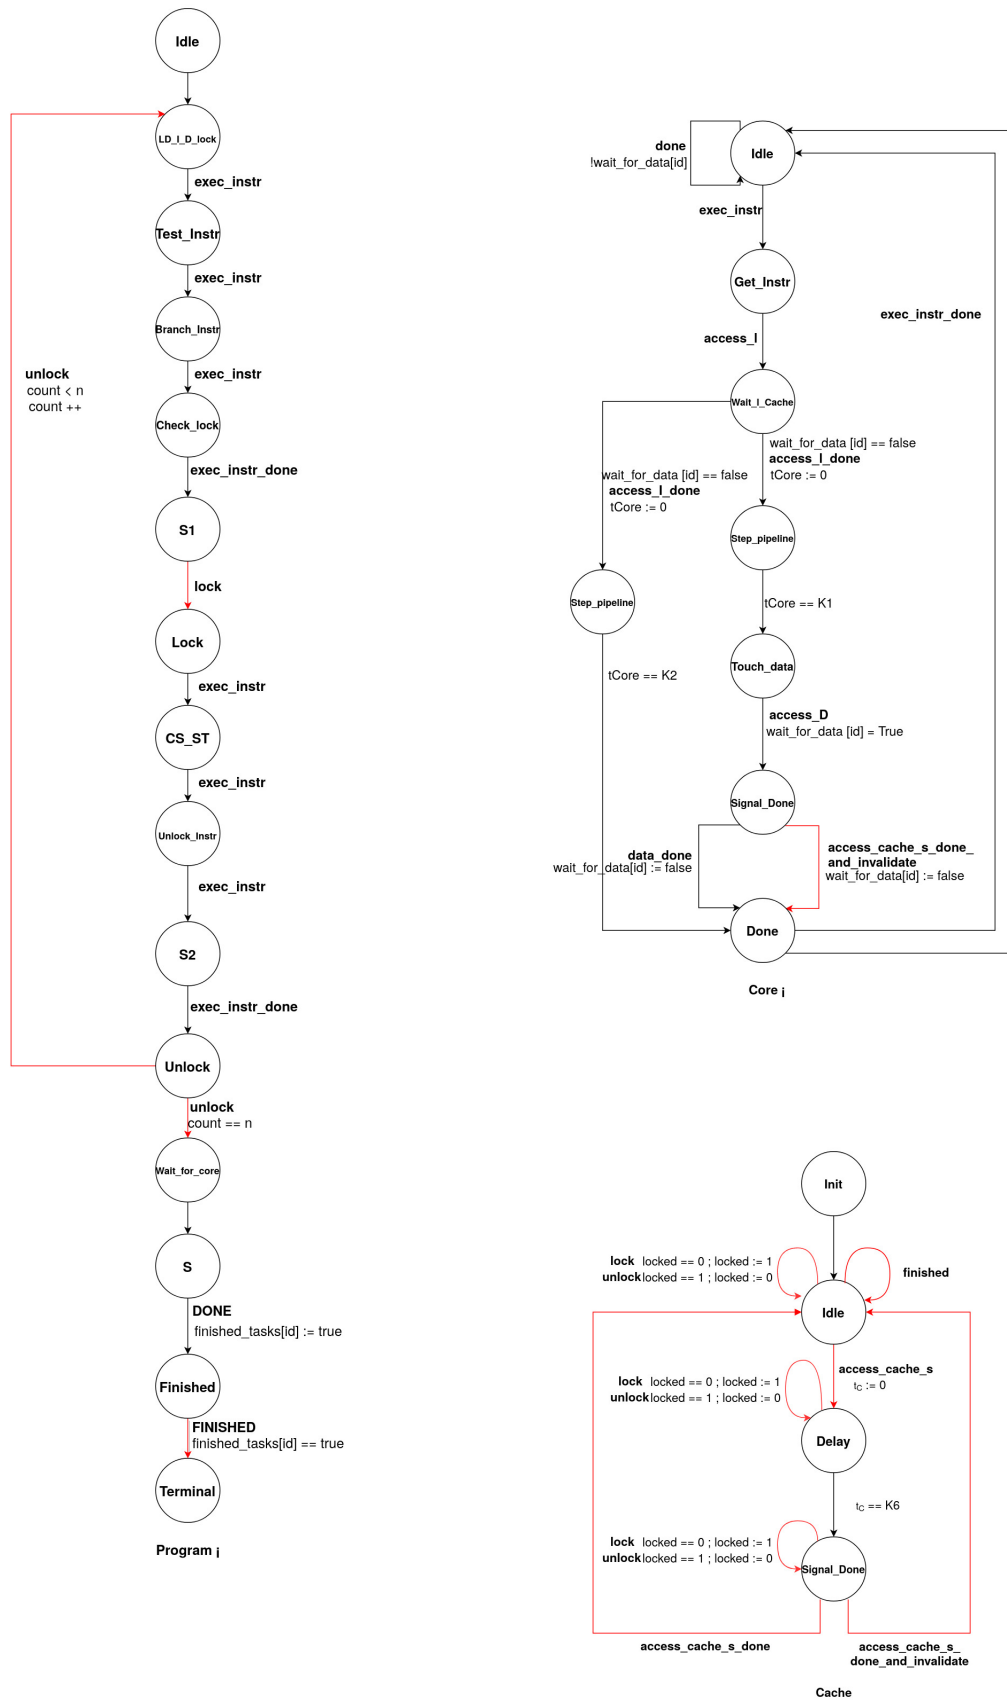 Idle
LD_I_D_lock
exec_instr
Test_Instr
exec_instr
Branch_Instr
exec_instr
unlock
count < n
count ++
Check_lock
exec_instr_done
S1
lock
Lock
exec_instr
CS_ST
exec_instr
Unlock_Instr
exec_instr
S2
exec_instr_done
Unlock
unlock
count == n
Wait_for_core
S
DONE
finished_tasks[id] := true
Finished
FINISHED
finished_tasks[id] == true
Terminal
Program ¡
done
!wait_for_data[id]
Idle
exec_instr
Get_Instr
exec_instr_done
access_I
Wait_I_Cache
wait_for_data [id] == false
access_I_done
tCore := 0
wait_for_data [id] == false
access_I_done
tCore := 0
Step_pipeline
Step_pipeline
tCore == K1
Touch_data
tCore == K2
access_D
wait_for_data [id] = True
Signal_Done
data_done
wait_for_data[id] := false
access_cache_s_done_
and_invalidate
wait_for_data[id] := false
Done
Core ¡
Init
lock locked == 0 ; locked := 1
unlock locked == 1 ; locked := 0
finished
Idle
access_cache_s
tC := 0
lock locked == 0 ; locked := 1
unlock locked == 1 ; locked := 0
Delay
tC == K6
lock locked == 0 ; locked := 1
unlock locked == 1 ; locked := 0
Signal_Done
access_cache_s_done
access_cache_s_
done_and_invalidate
Cache